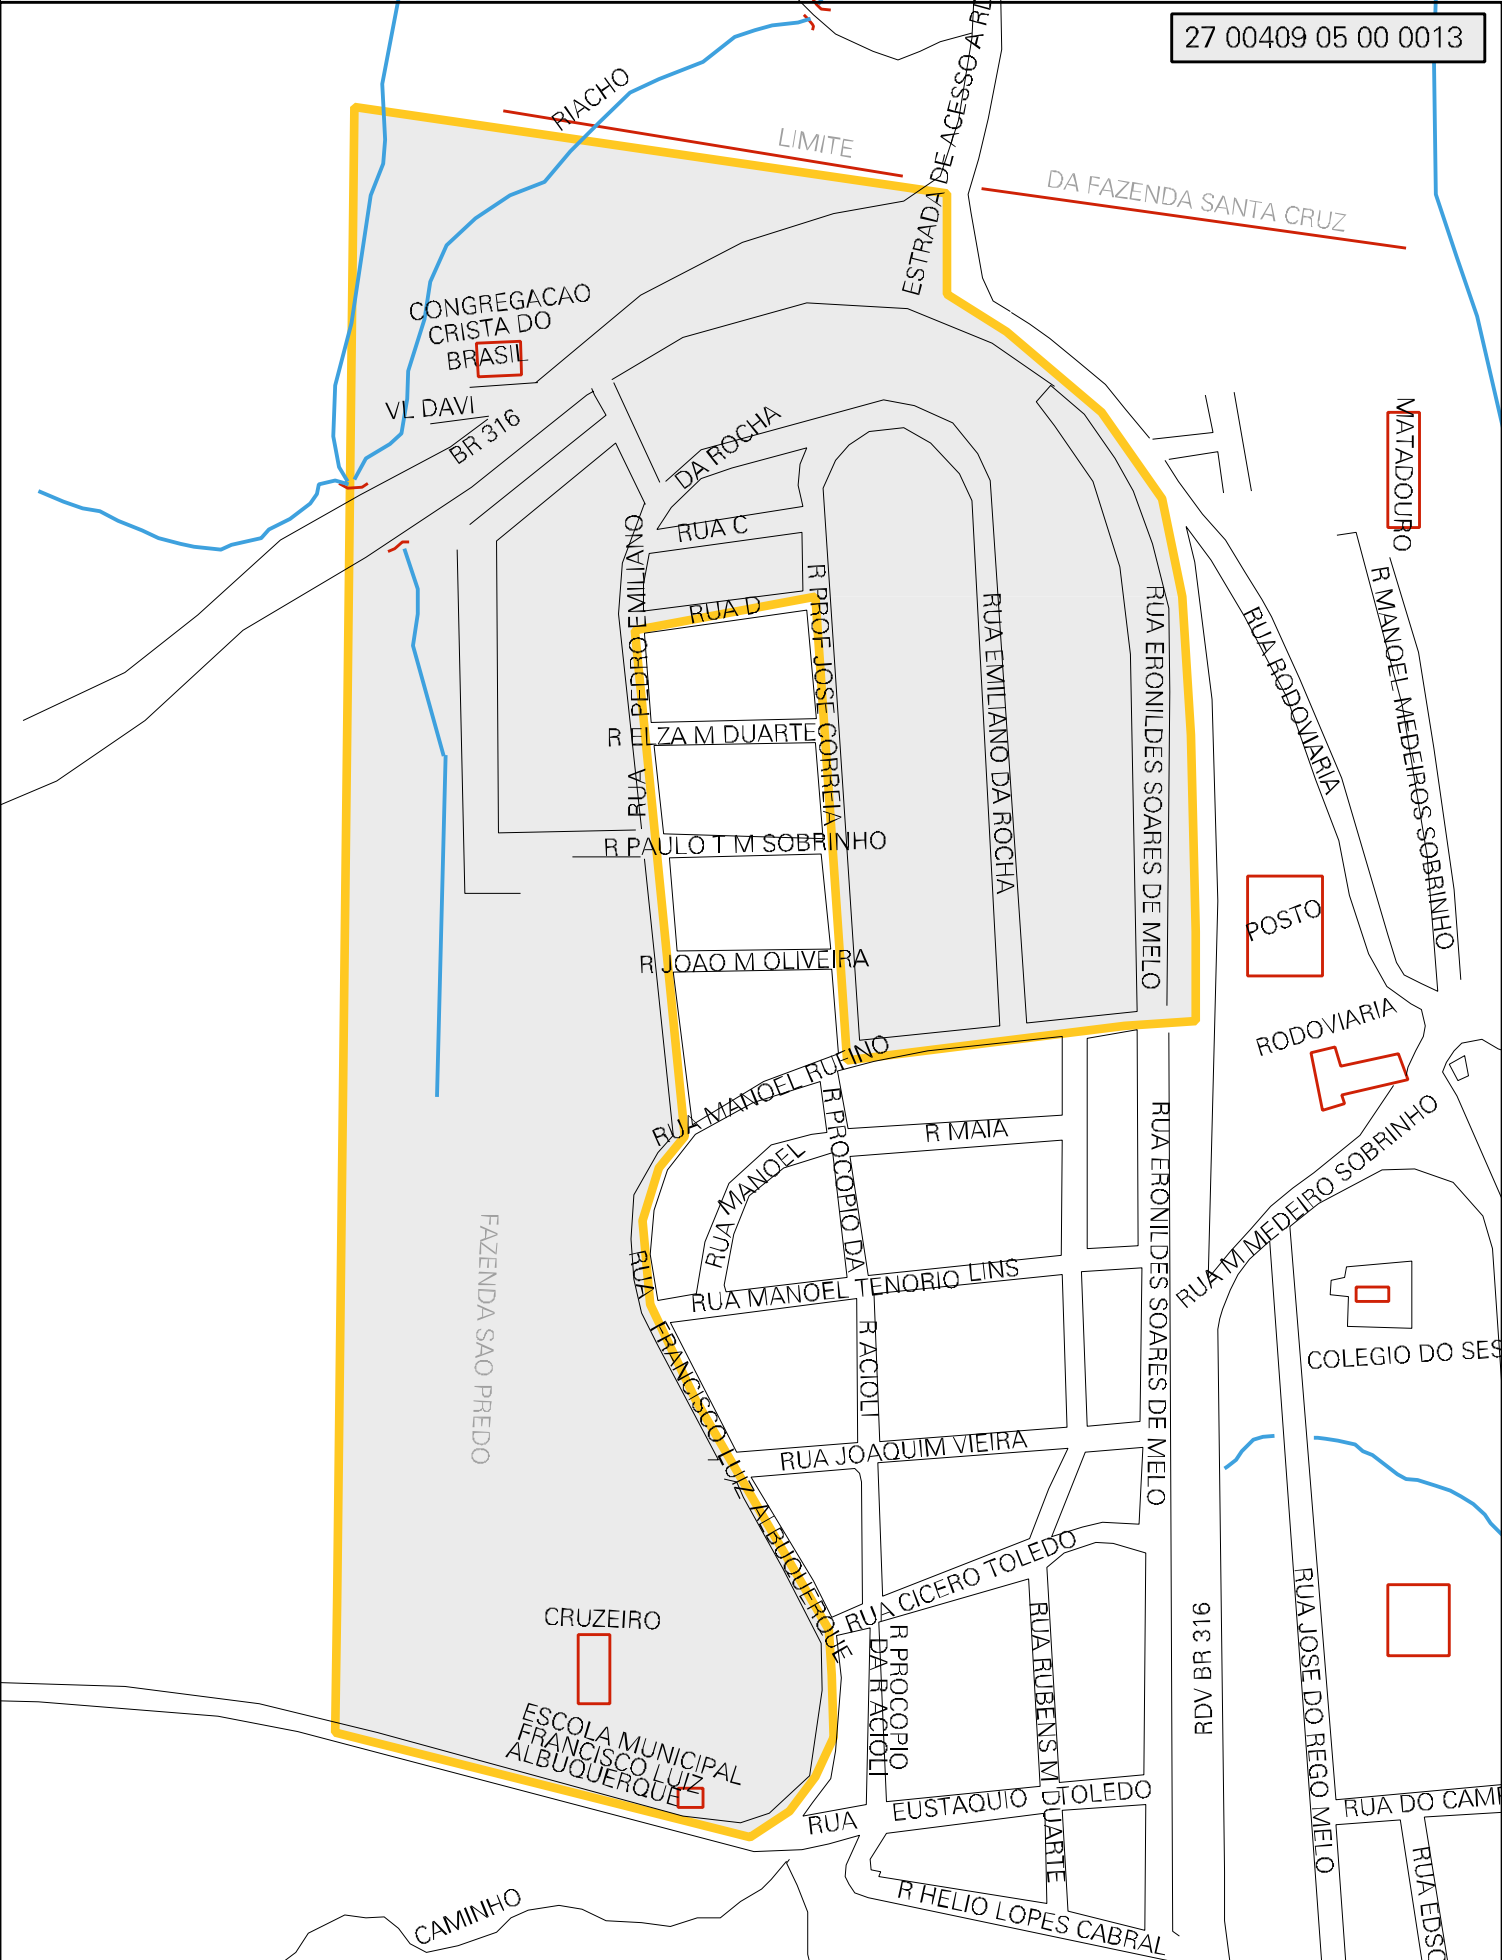 27 00409 05 00 0013
RIACHO
LIMITE
ESTRADA DE ACESSO A
DA FAZENDA SANTA CRUZ
CONGREGACAO
CRISTA DO
BRASIL
VL DAVI
BR 316
DA ROCHA
MATADOURO
RUA C
PEDRO EMILIANO
RUA
RUA D
R PROF JOSE CORREIA
RUA EMILIANO DA ROCHA
RUA ERONILDES SOARES DE MELO
RUA RODOVIARIA
R MANOEL MEDEIROS SOBRINHO
R ELZA M DUARTE
R PAULO T M SOBRINHO
R JOAO M OLIVEIRA
POSTO
RODOVIARIA
RUA MANOEL RUFINO
R MAIA
RUA MANOEL
R PROCOPIO DA
R ACIOLI
RUA ERONILDES SOARES DE MELO
RUA M MEDEIRO SOBRINHO
FAZENDA SAO PREDO
RUA FRANCISCO LUIZ ALBUQUERQUE
RUA MANOEL TENORIO LINS
COLEGIO DO SES
RUA JOAQUIM VIEIRA
RUA CICERO TOLEDO
CRUZEIRO
R PROCOPIO
DA R ACIOLI
RUA RUBENS M DUARTE
RDV BR 316
RUA JOSE DO REGO MELO
ESCOLA MUNICIPAL
FRANCISCO LUIZ
ALBUQUERQUE
RUA EUSTAQUIO TOLEDO
RUA DO CAM
RUA EDSO
CAMINHO
R HELIO LOPES CABRAL